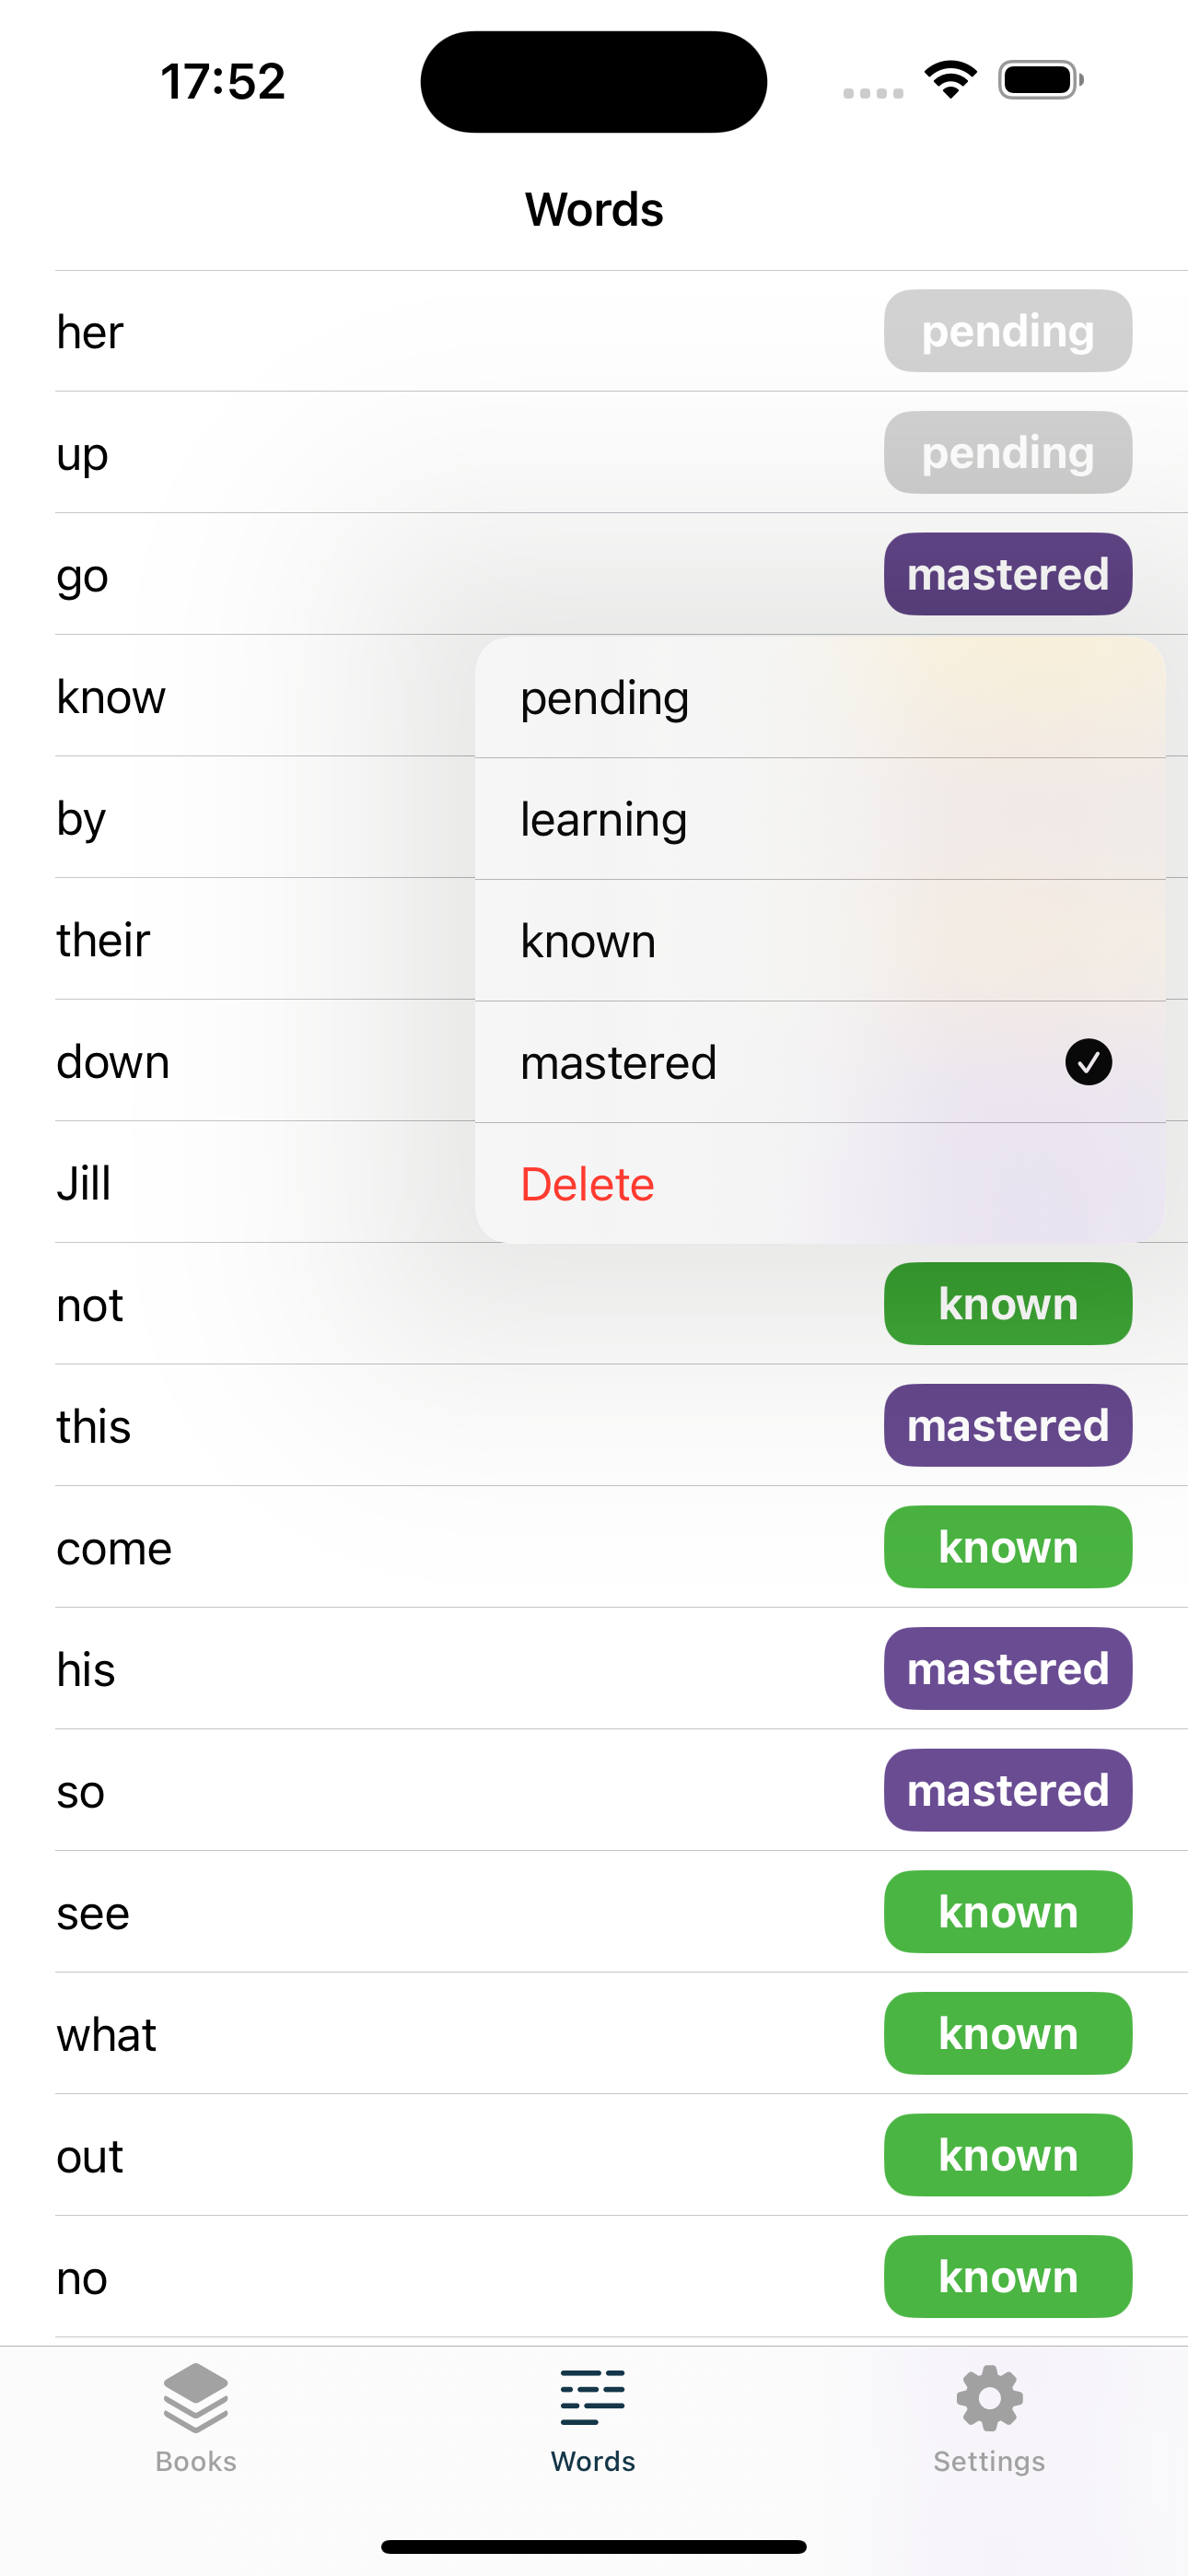 17:52
Words
her pending
up pending
go mastered
know pending
by learning
their known
down mastered
Jill Delete
not known
this mastered
come known
his mastered
so mastered
see known
what known
out known
no known
Books Words Settings